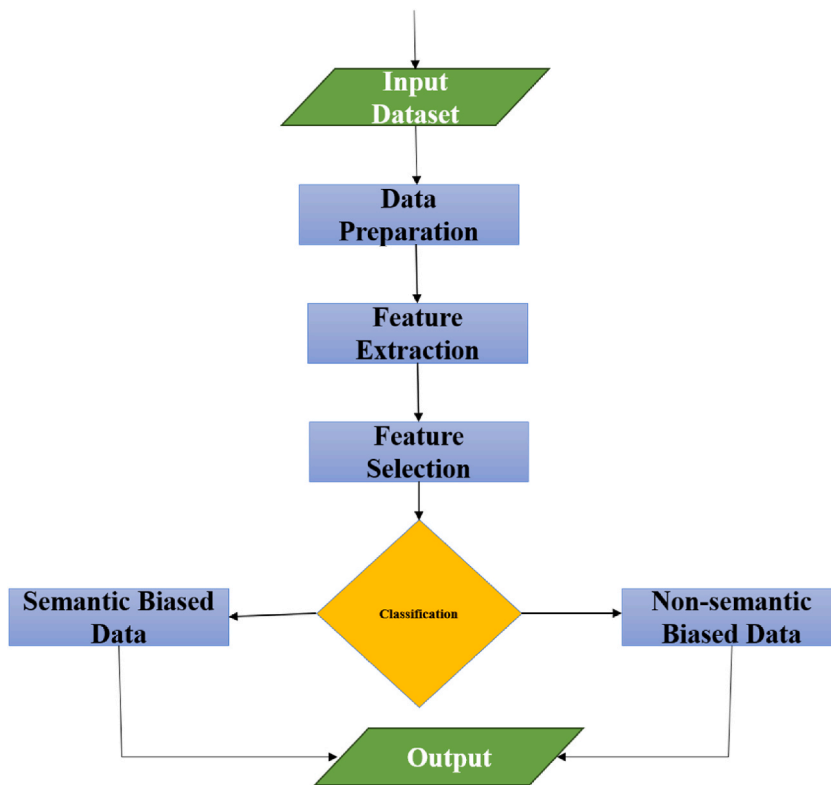 Input
Dataset
Data
Preparation
Feature
Extraction
Feature
Selection
Classification
Semantic Biased
Data
Non-semantic
Biased Data
Output